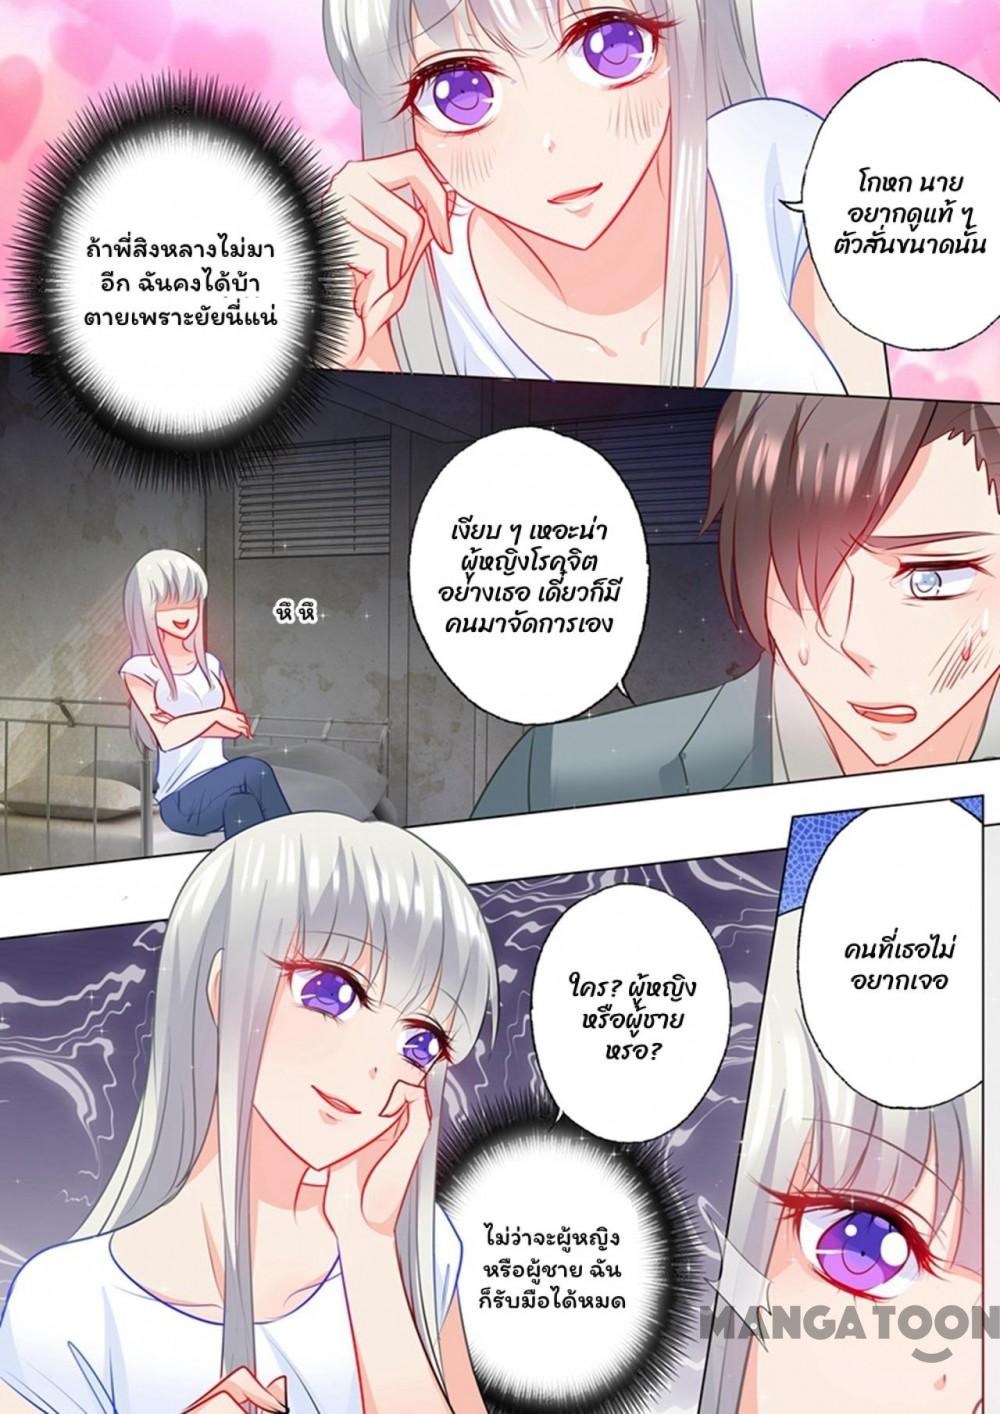 โกหก นาย
อยากดูแท้ ๆ
ตัวสั่นขนาดนั้น
ถ้าพี่สิงหลางไม่มา
อีก ฉันคงได้บ้า
ตายเพราะยัยนี่แน่
เงียบ ๆ เหอะน่า
ผู้หญิงโรคจิต
อย่างเธอ เดี๋ยวก็มี
คนมาจัดการเอง
หึ หึ
คนที่เธอไม่
อยากเจอ
ใคร? ผู้หญิง
หรือผู้ชาย
หรอ?
ไม่ว่าจะผู้หญิง
หรือผู้ชาย ฉัน
ก็รับมือได้หมด
MANGATOON